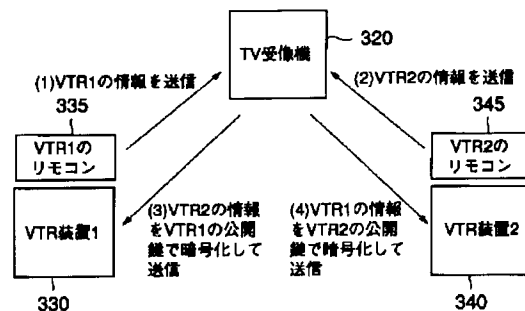 320
TV受像機
(1)VTR1の情報を送信
(2)VTR2の情報を送信
335
345
VTR1の
リモコン
VTR2の
リモコン
VTR装置1
(3)VTR2の情報
をVTR1の公開
鍵で暗号化して
送信
(4)VTR1の情報
をVTR2の公開
鍵で暗号化して
送信
VTR装置2
330
340